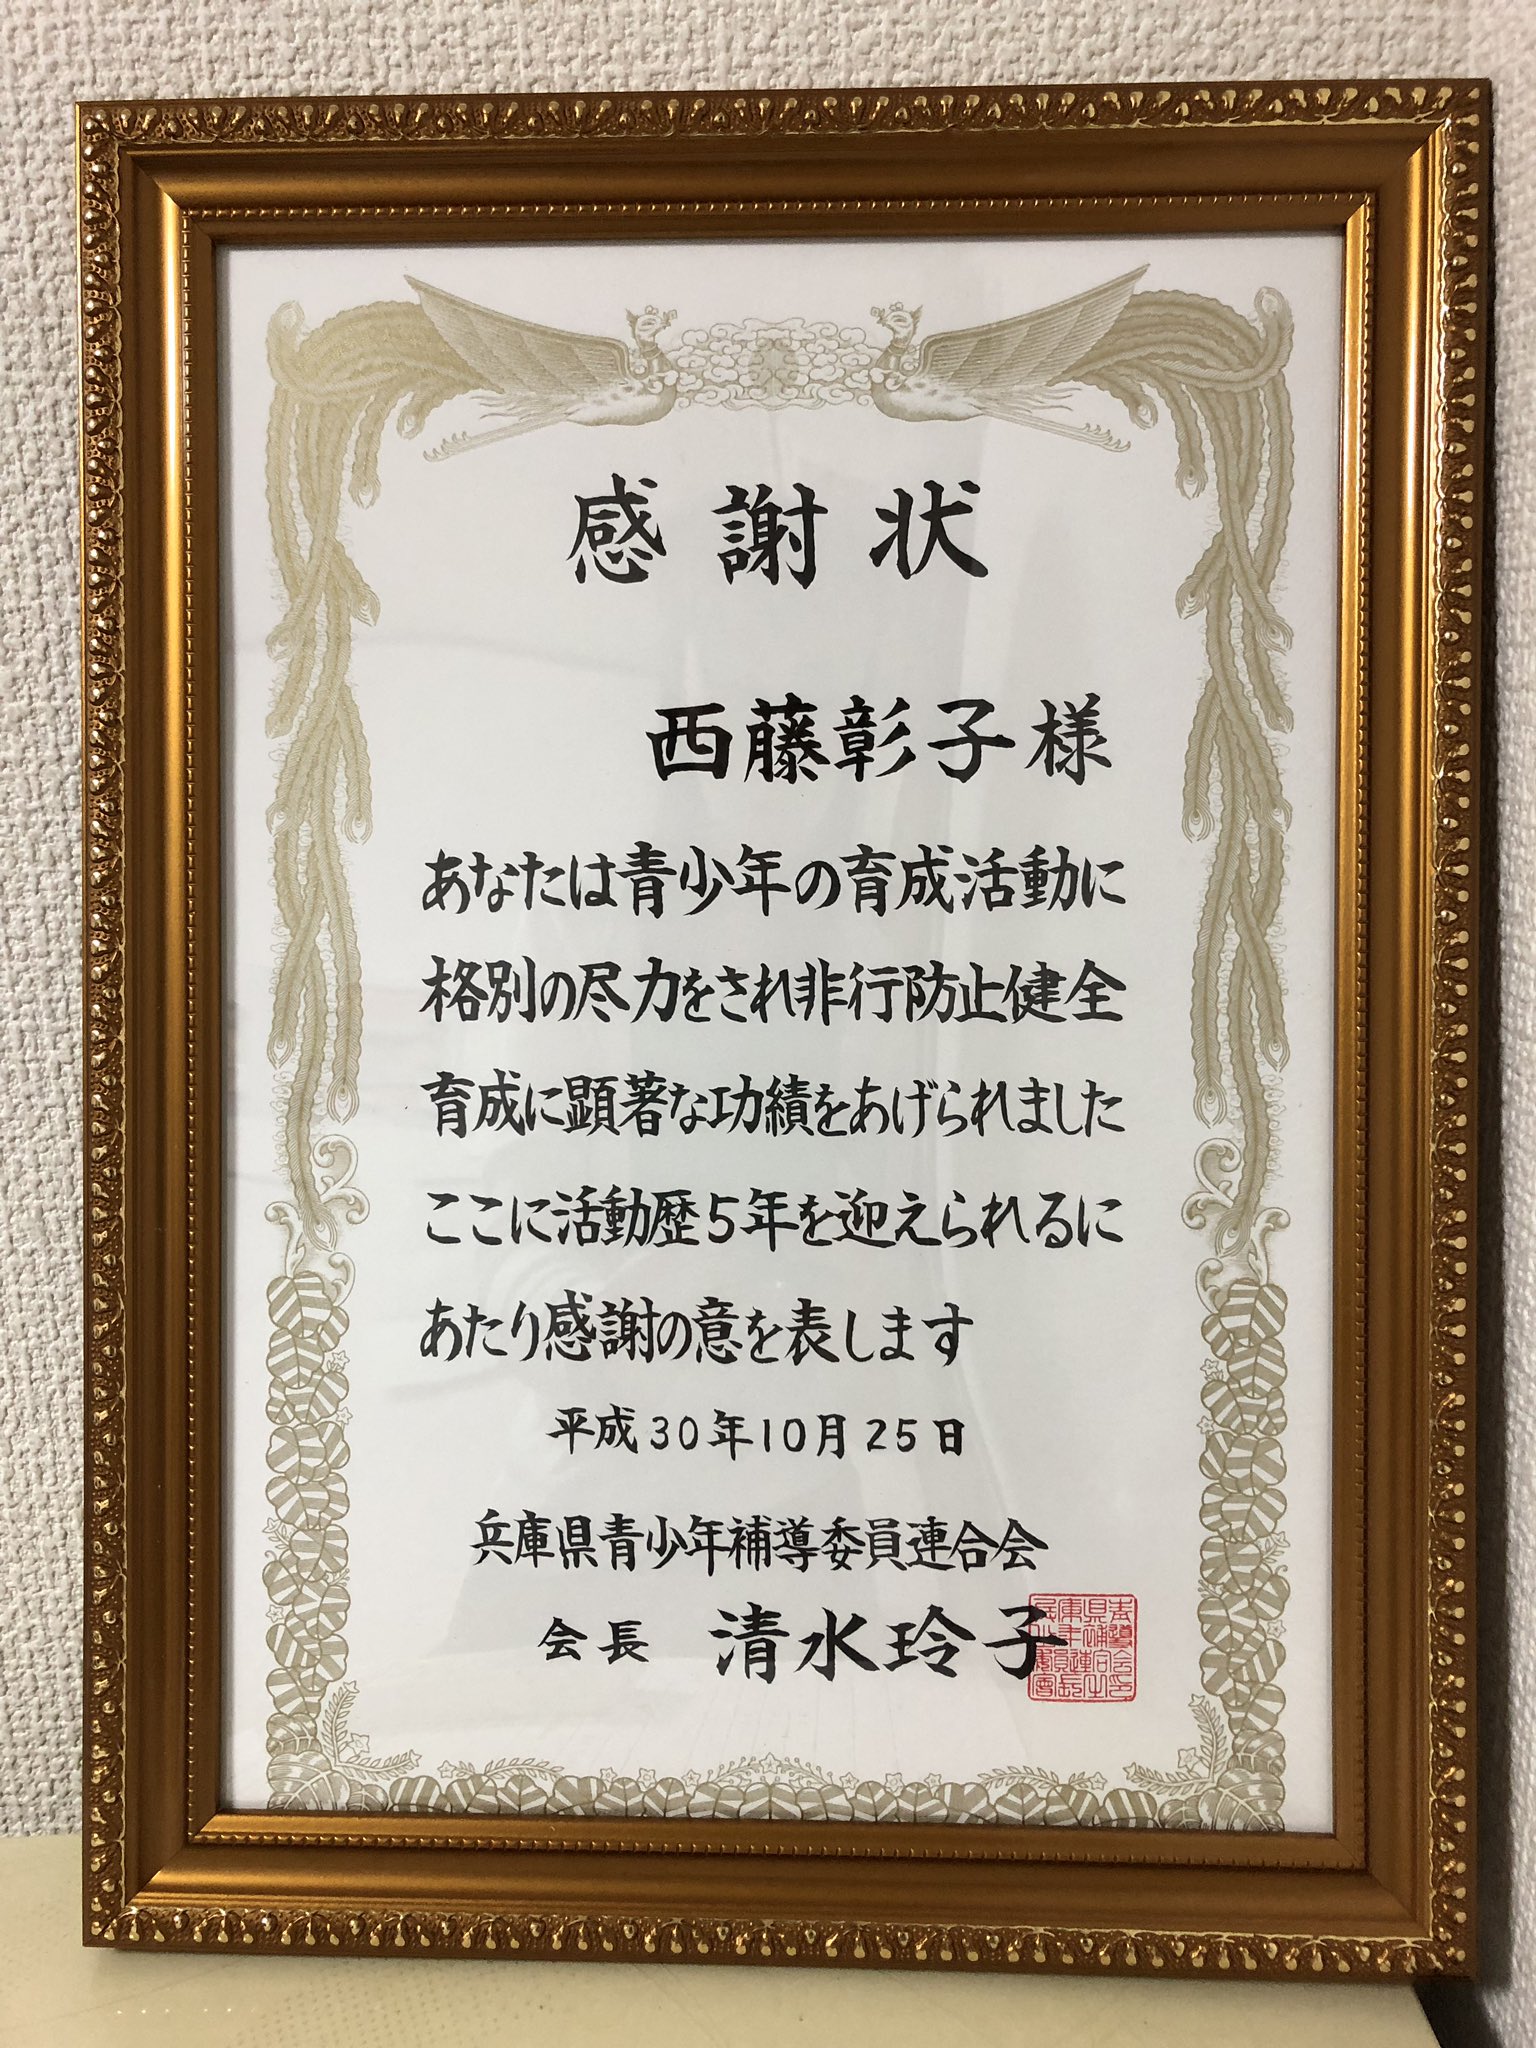 感謝状
西藤彰子様
あなたは青少年の育成活動に
格別の尽力をされ非行防止健全
育成に顕著な功績をあげられました
ここに活動歴5年を迎えられるに
あたり感謝の意を表します
平成30年10月25日
兵庫県青少年補導委員連合会
会長 清水玲子